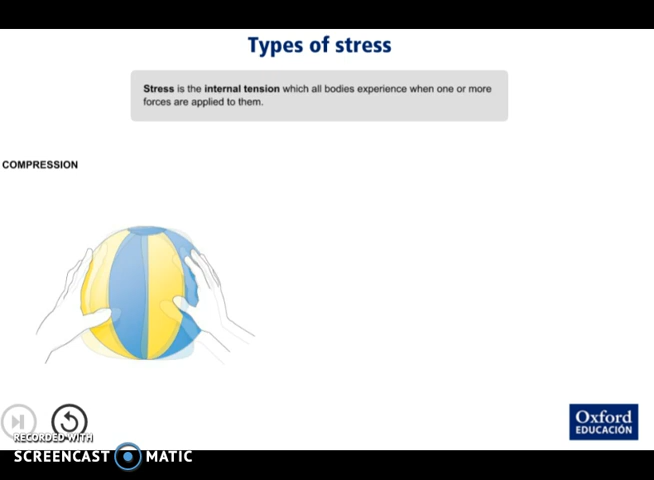 Types of stress
Stress is the internal tension which all bodies experience when one or more
forces are applied to them.
COMPRESSION
Oxford
EDUCACIÓN
RECORDED WITH
SCREENCAST MATIC